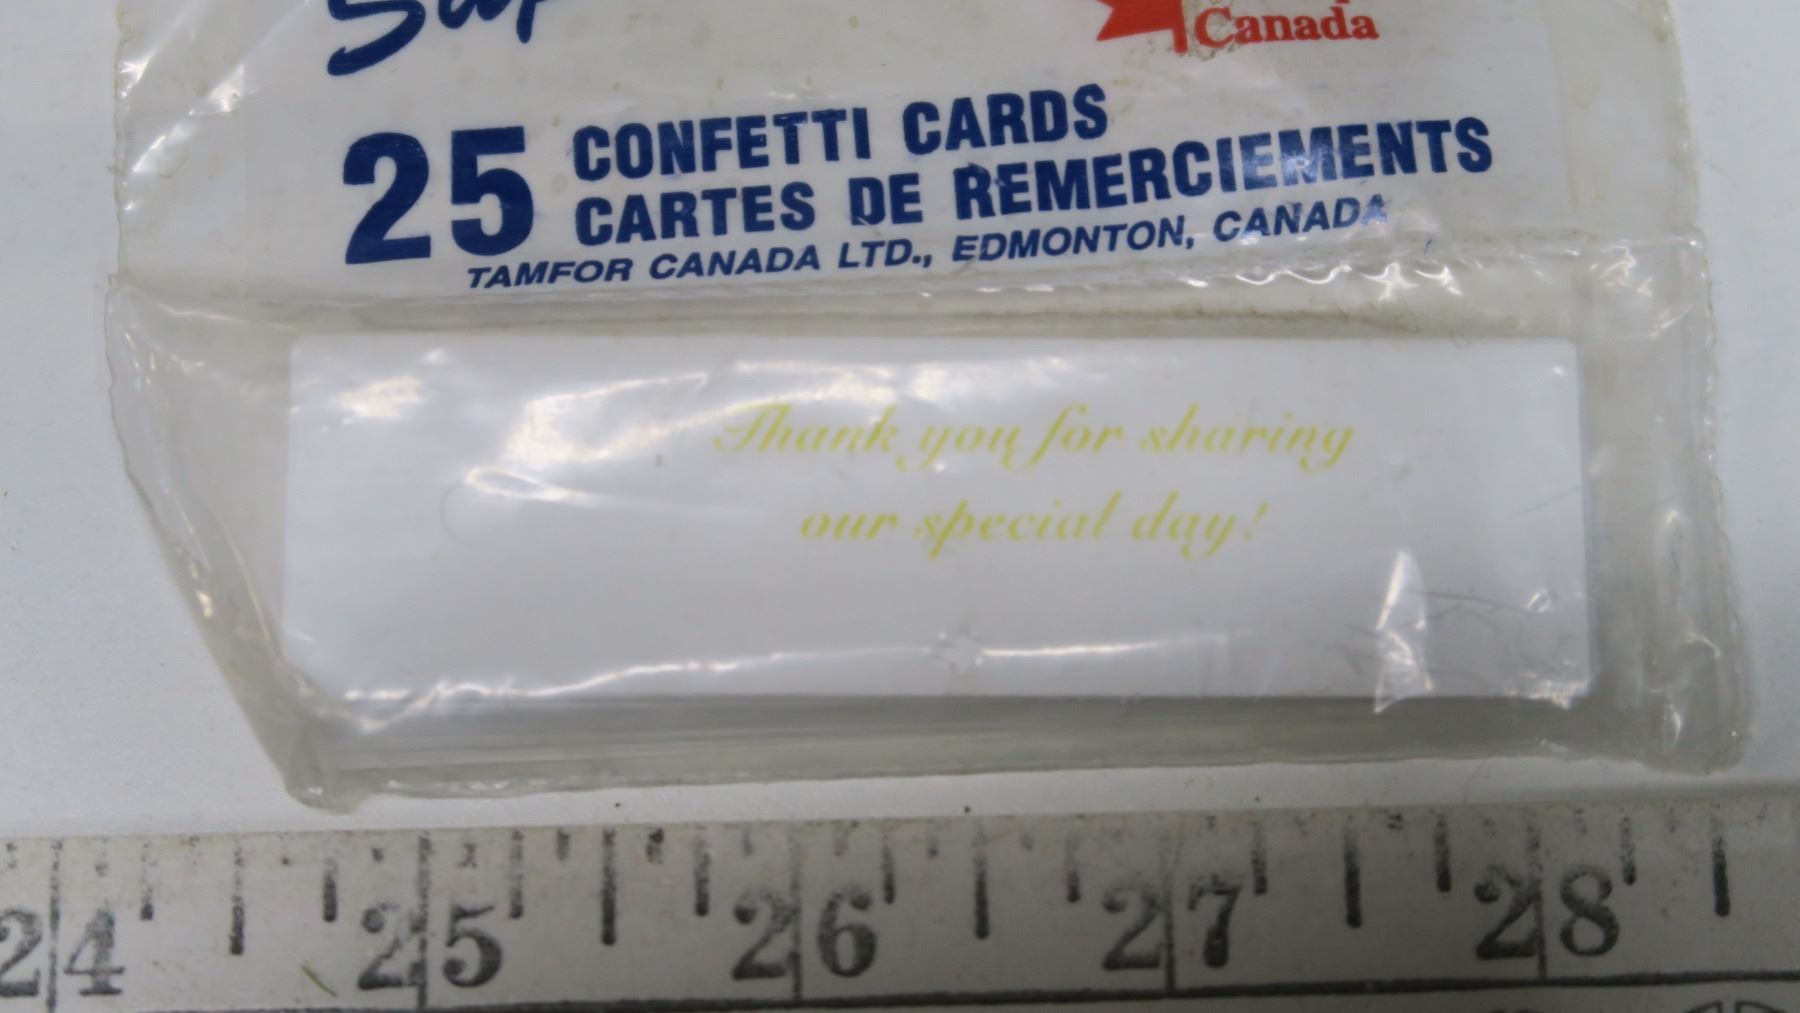 Canada
25 CONFETTI CARDS
CARTES DE REMERCIEMENTS
TAMFOR CANADA LTD., EDMONTON, CANADA
Thank you for sharing
our special day!
24 25 26 27 28